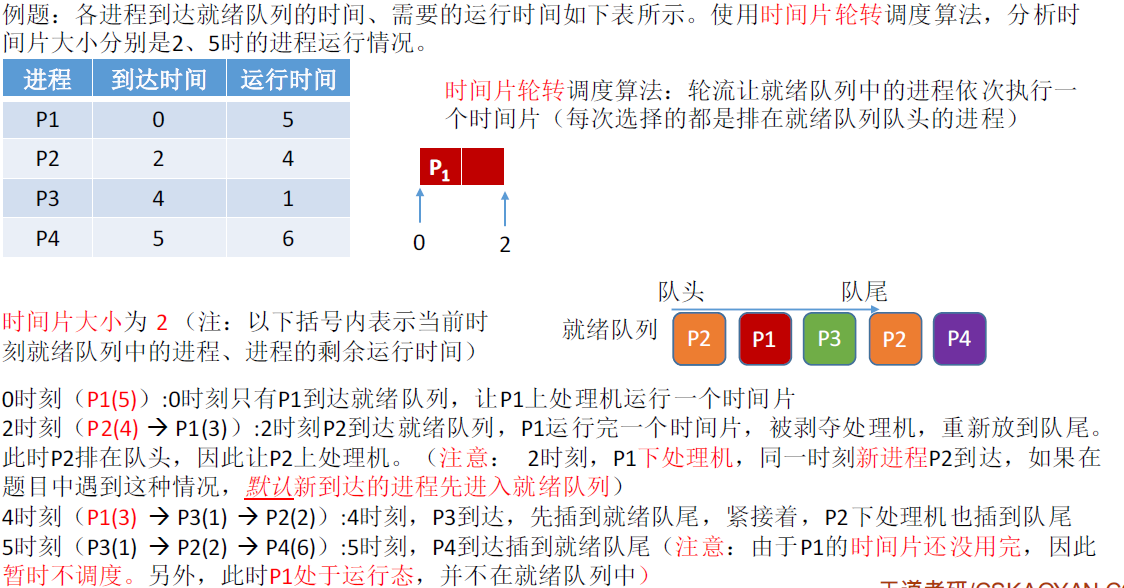 例题：各进程到达就绪队列的时间、需要的运行时间如下表所示。使用时间片轮转调度算法，分析时
间片大小分别是2、5时的进程运行情况。
进程 到达时间 运行时间
P1 0 5
P2 2 4
P3 4 1
P4 5 6
时间片轮转调度算法：轮流让就绪队列中的进程依次执行一
个时间片（每次选择的都是排在就绪队列队头的进程）
P1
0 2
队头 队尾
就绪队列 P2 P1 P3 P2 P4
时间片大小为 2（注：以下括号内表示当前时
刻就绪队列中的进程、进程的剩余运行时间）
0时刻（P1(5)）:0时刻只有P1到达就绪队列，让P1上处理机运行一个时间片
2时刻（P2(4) → P1(3)）:2时刻P2到达就绪队列，P1运行完一个时间片，被剥夺处理机，重新放到队尾。
此时P2排在队头，因此让P2上处理机。（注意： 2时刻，P1下处理机，同一时刻新进程P2到达，如果在
题目中遇到这种情况，默认新到达的进程先进入就绪队列）
4时刻（P1(3) → P3(1) → P2(2)）:4时刻，P3到达，先插到就绪队尾，紧接着，P2下处理机也插到队尾
5时刻（P3(1) → P2(2) → P4(6)）:5时刻，P4到达插到就绪队尾（注意：由于P1的时间片还没用完，因此
暂时不调度。另外，此时P1处于运行态，并不在就绪队列中）